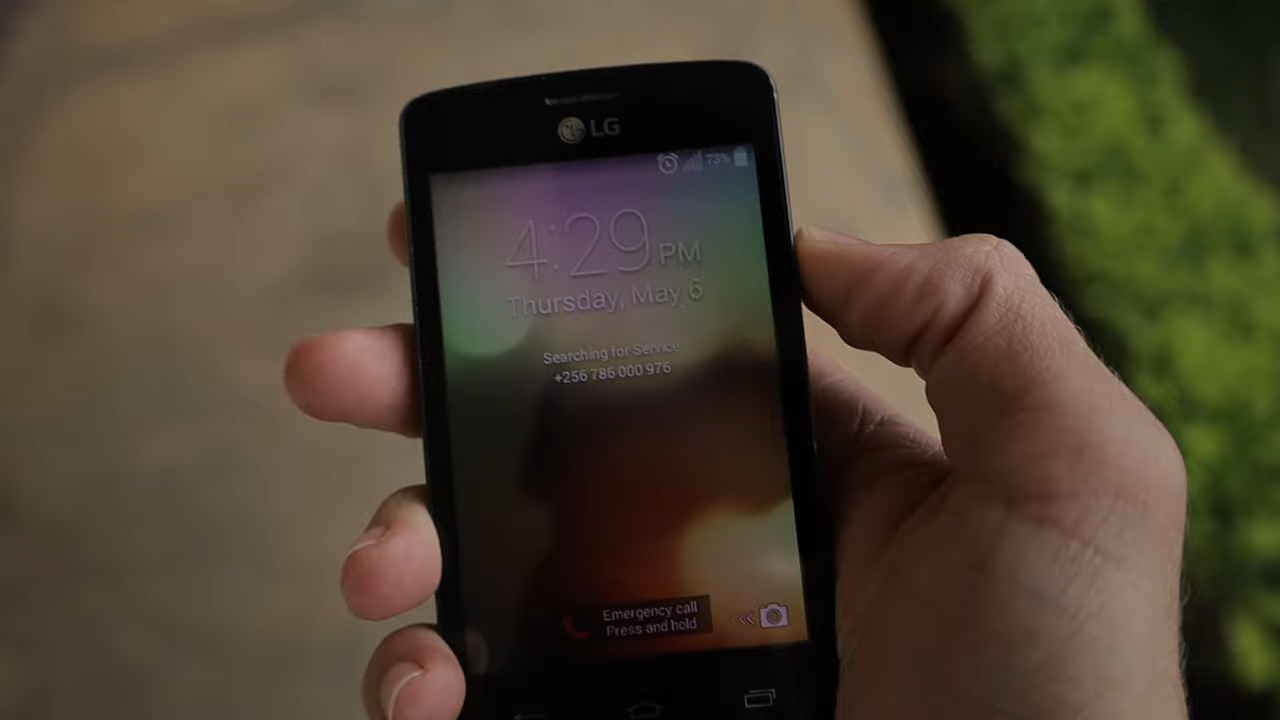 LG
73%
4:29 PM
Thursday, May 6
Searching for Service
+256 786 000 976
Emergency call
Press and hold